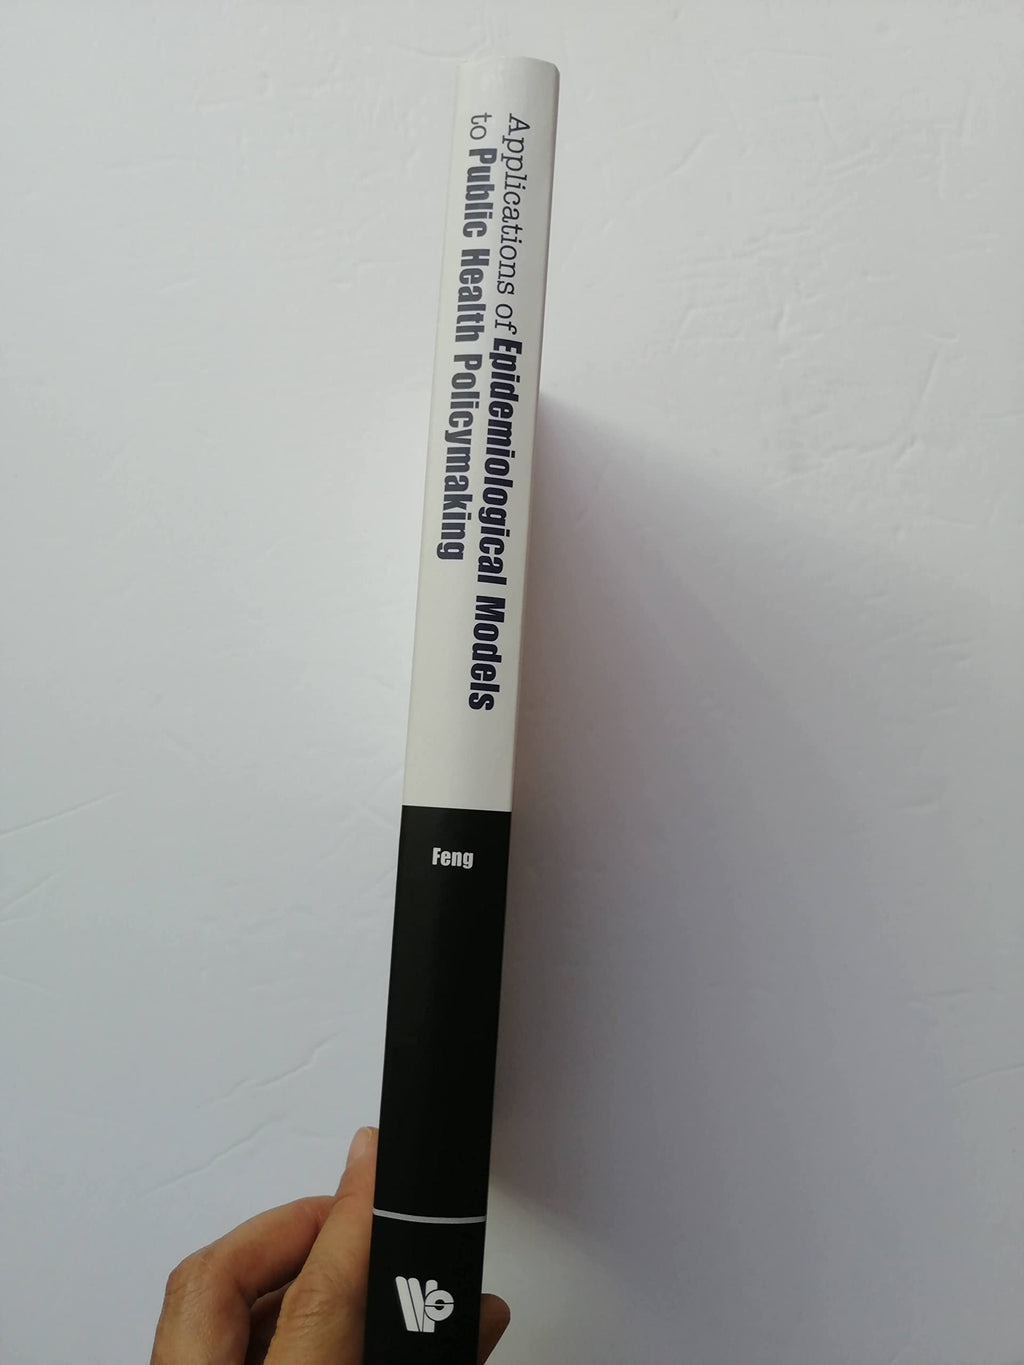 Applications of Epidemiological Models
to Public Health Policymaking
Feng